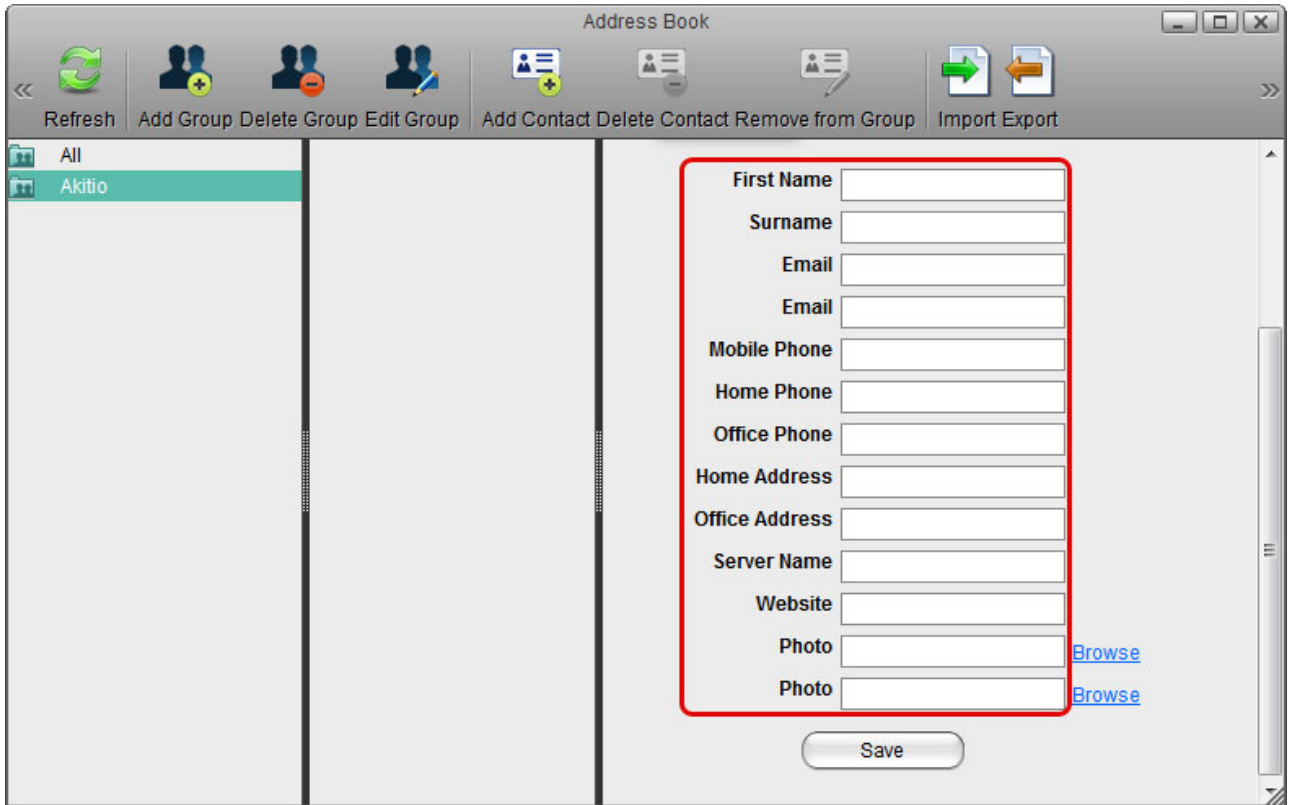 Address Book
Refresh Add Group Delete Group Edit Group Add Contact Delete Contact Remove from Group Import Export
All
Akitio
First Name
Surname
Email
Email
Mobile Phone
Home Phone
Office Phone
Home Address
Office Address
Server Name
Website
Photo Browse
Photo Browse
Save